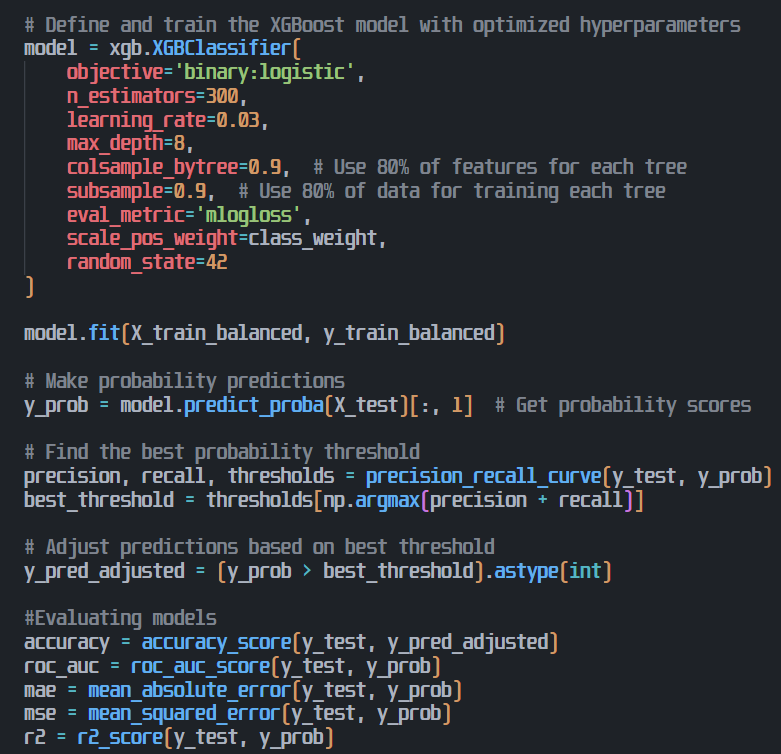 # Define and train the XGBoost model with optimized hyperparameters
model = xgb.XGBClassifier(
    objective='binary:logistic',
    n_estimators=300,
    learning_rate=0.03,
    max_depth=8,
    colsample_bytree=0.9,  # Use 80% of features for each tree
    subsample=0.9,  # Use 80% of data for training each tree
    eval_metric='mlogloss',
    scale_pos_weight=class_weight,
    random_state=42
)

model.fit(X_train_balanced, y_train_balanced)

# Make probability predictions
y_prob = model.predict_proba(X_test)[:, 1]  # Get probability scores

# Find the best probability threshold
precision, recall, thresholds = precision_recall_curve(y_test, y_prob)
best_threshold = thresholds[np.argmax(precision + recall)]

# Adjust predictions based on best threshold
y_pred_adjusted = (y_prob > best_threshold).astype(int)

#Evaluating models
accuracy = accuracy_score(y_test, y_pred_adjusted)
roc_auc = roc_auc_score(y_test, y_prob)
mae = mean_absolute_error(y_test, y_prob)
mse = mean_squared_error(y_test, y_prob)
r2 = r2_score(y_test, y_prob)